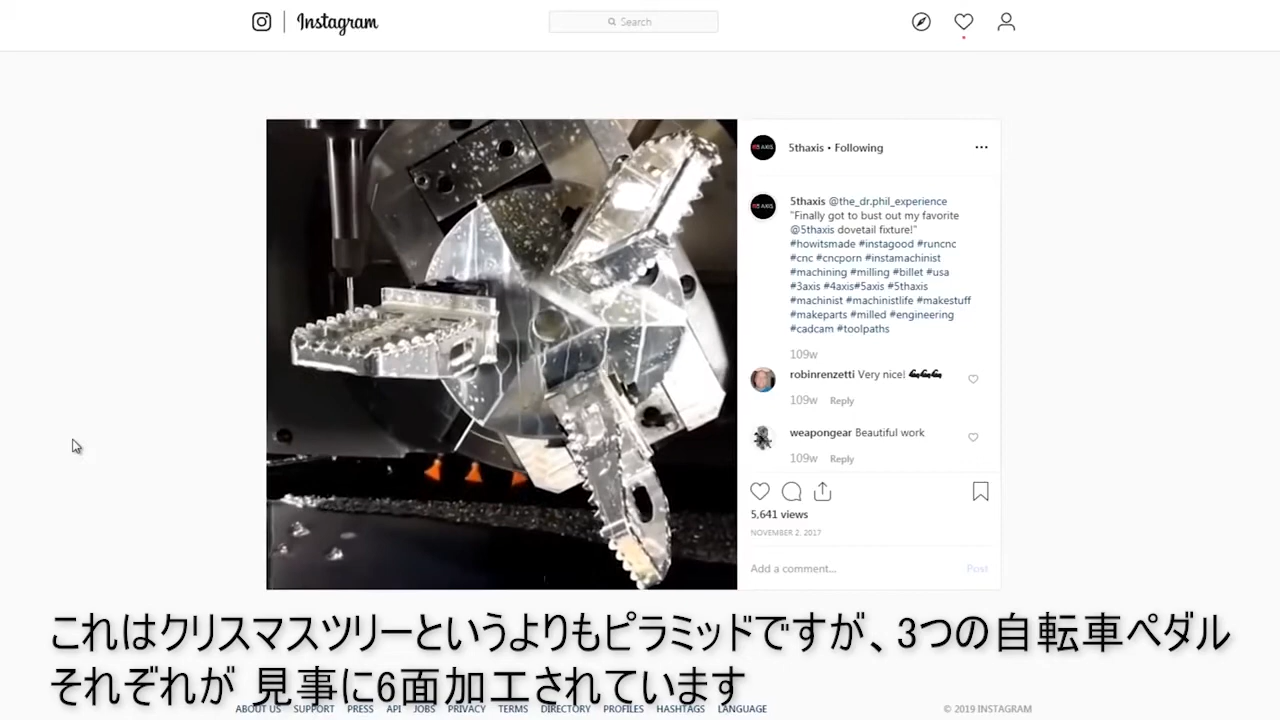 Instagram
Search
5thaxis • Following
5thaxis @the_dr.phil_experience
"Finally got to bust out my favorite
@5thaxis dovetail fixture!"
#howitsmade #instagood #runcnc
#cnc #cncporn #instamachinist
#machining #milling #billet #usa
#3axis #4axis#5axis #5thaxis
#machinist #machinistlife #makestuff
#makeparts #milled #engineering
#cadcam #toolpaths
109w
robinrenzetti Very nice!
109w Reply
weapongear Beautiful work
109w Reply
5,641 views
NOVEMBER 2, 2017
Add a comment... Post
これはクリスマスツリーというよりもピラミッドですが、3つの自転車ペダル
それぞれが 見事に6面加工されています
ABOUT US SUPPORT PRESS API JOBS PRIVACY TERMS DIRECTORY PROFILES HASHTAGS LANGUAGE © 2019 INSTAGRAM